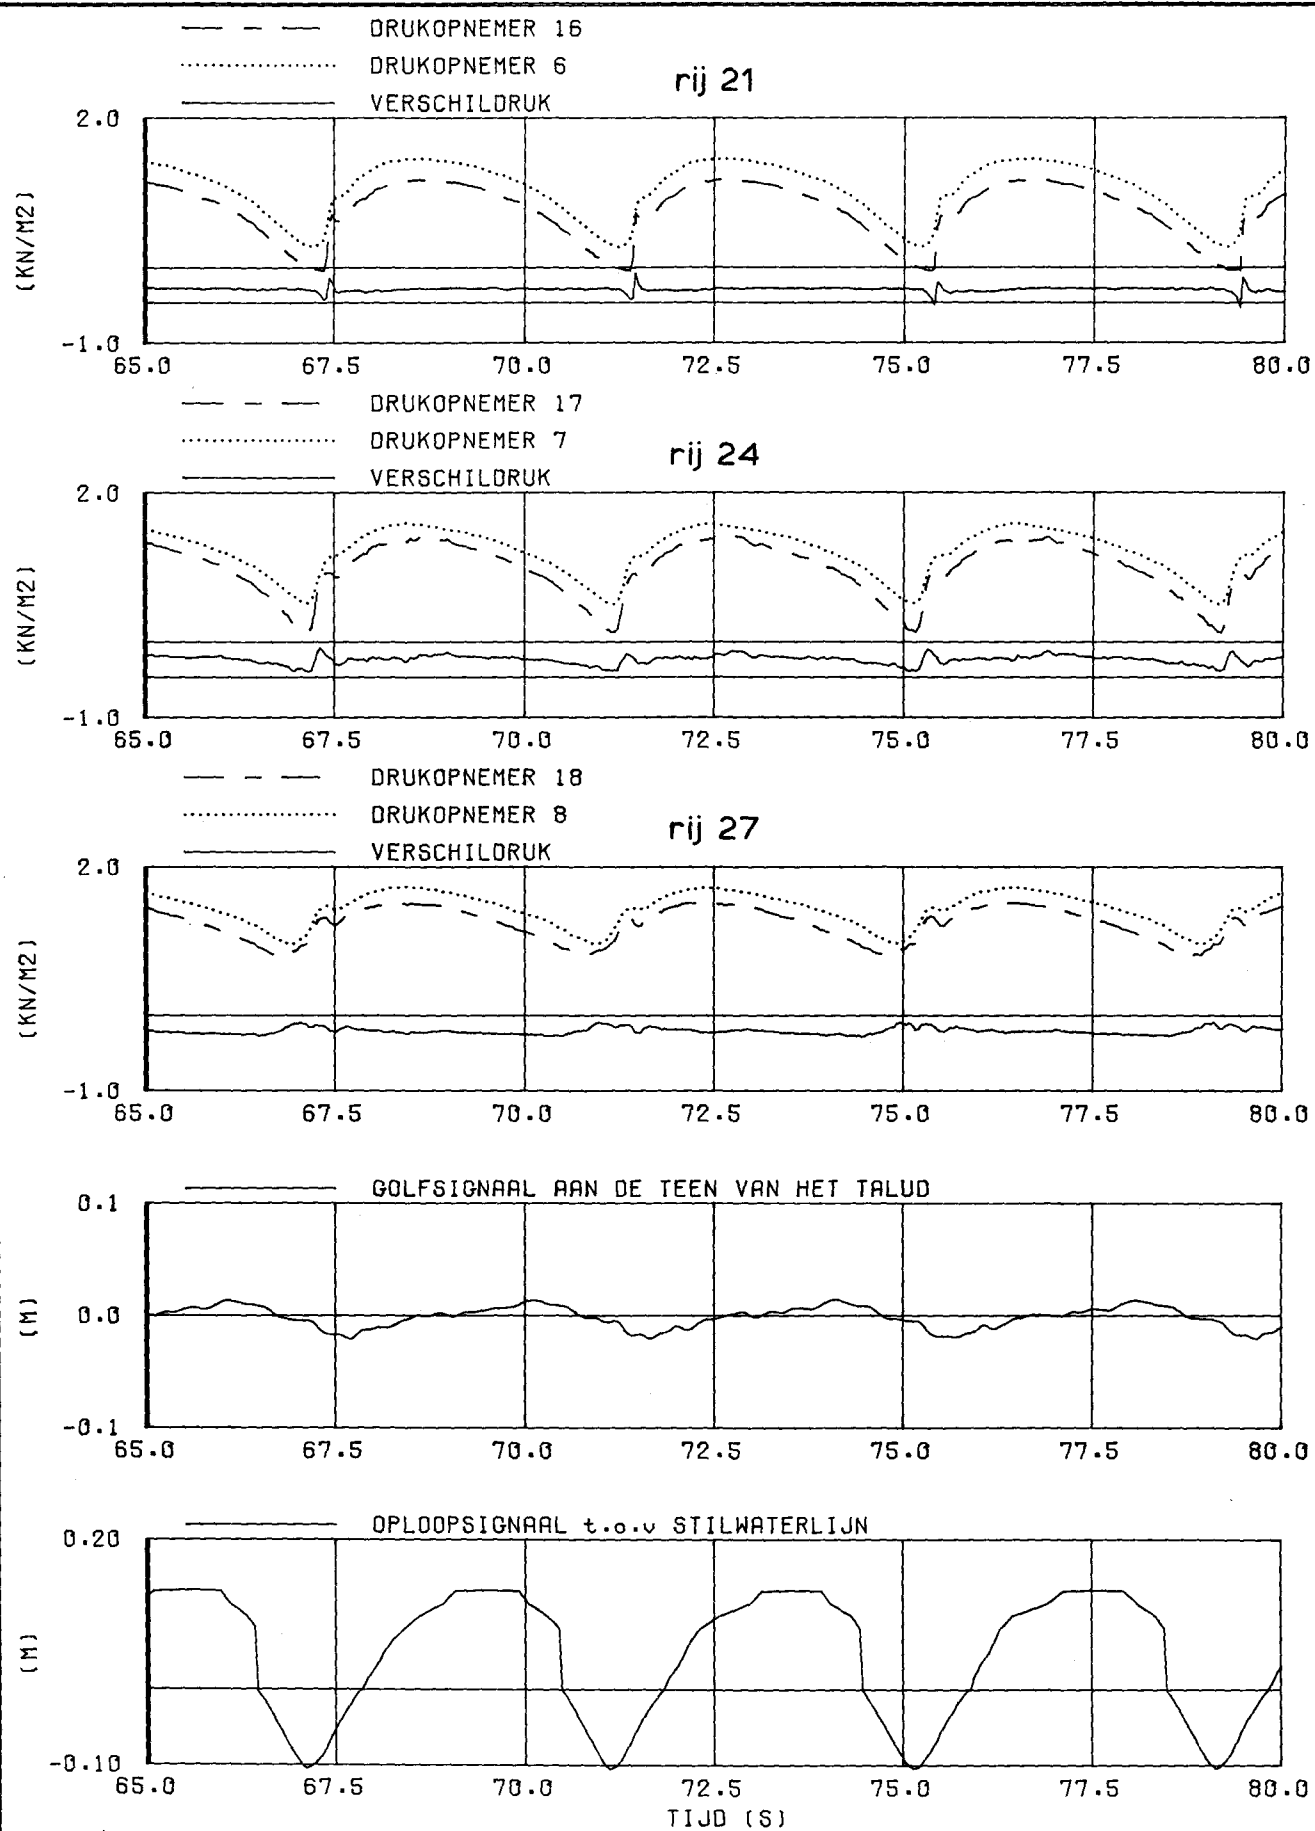 DRUKOPNEMER 16
DRUKOPNEMER 6
VERSCHILDRUK
rij 21
2.0
(KN/M2)
-1.0
65.0 67.5 70.0 72.5 75.0 77.5 80.0
DRUKOPNEMER 17
DRUKOPNEMER 7
VERSCHILDRUK
rij 24
2.0
(KN/M2)
-1.0
65.0 67.5 70.0 72.5 75.0 77.5 80.0
DRUKOPNEMER 18
DRUKOPNEMER 8
VERSCHILDRUK
rij 27
2.0
(KN/M2)
-1.0
65.0 67.5 70.0 72.5 75.0 77.5 80.0
GOLFSIGNAAL AAN DE TEEN VAN HET TALUD
0.1
(M)
0.0
-0.1
65.0 67.5 70.0 72.5 75.0 77.5 80.0
OPLOOPSIGNAAL t.o.v STILWATERLIJN
0.20
(M)
-0.10
65.0 67.5 70.0 72.5 75.0 77.5 80.0
TIJD (S)